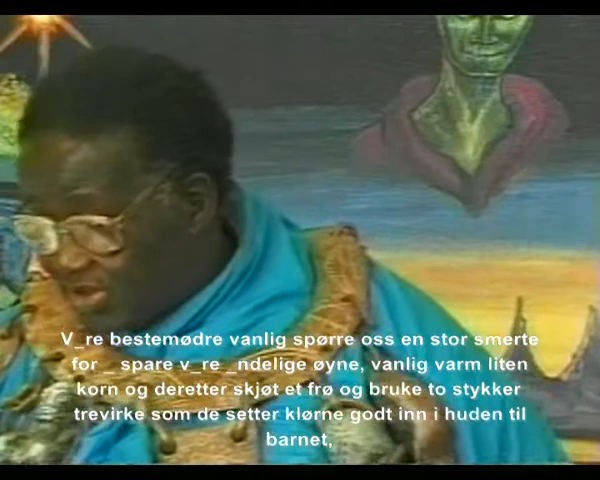 V_re bestemødre vanlig spørre oss en stor smerte
for _ spare v_re _ndelige øyne, vanlig varm liten
korn og deretter skjøt et frø og bruke to stykker
trevirke som de setter klørne godt inn i huden til
barnet,